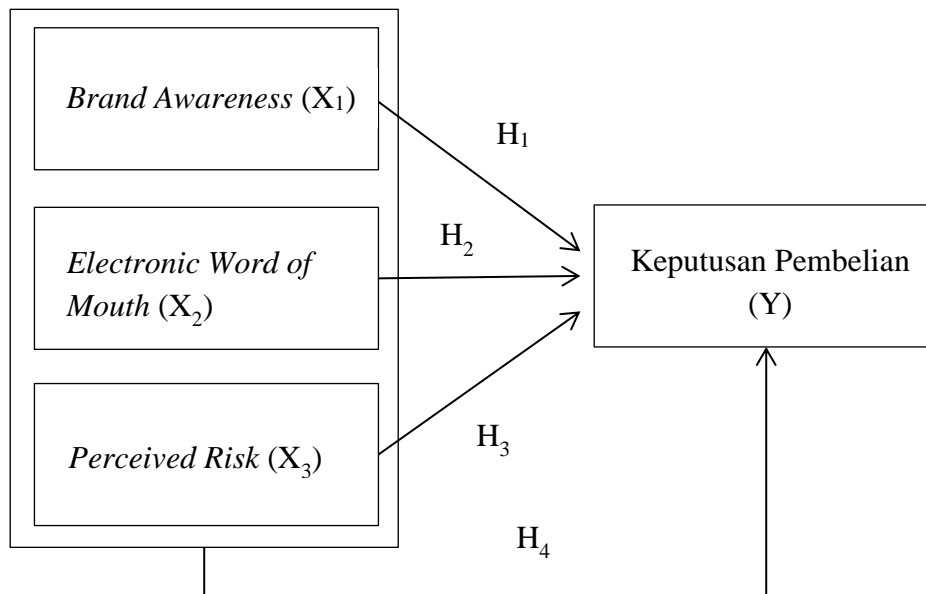 Brand Awareness (X₁)
H₁
Electronic Word of
Mouth (X₂)
H₂
Keputusan Pembelian
(Y)
Perceived Risk (X₃)
H₃
H₄